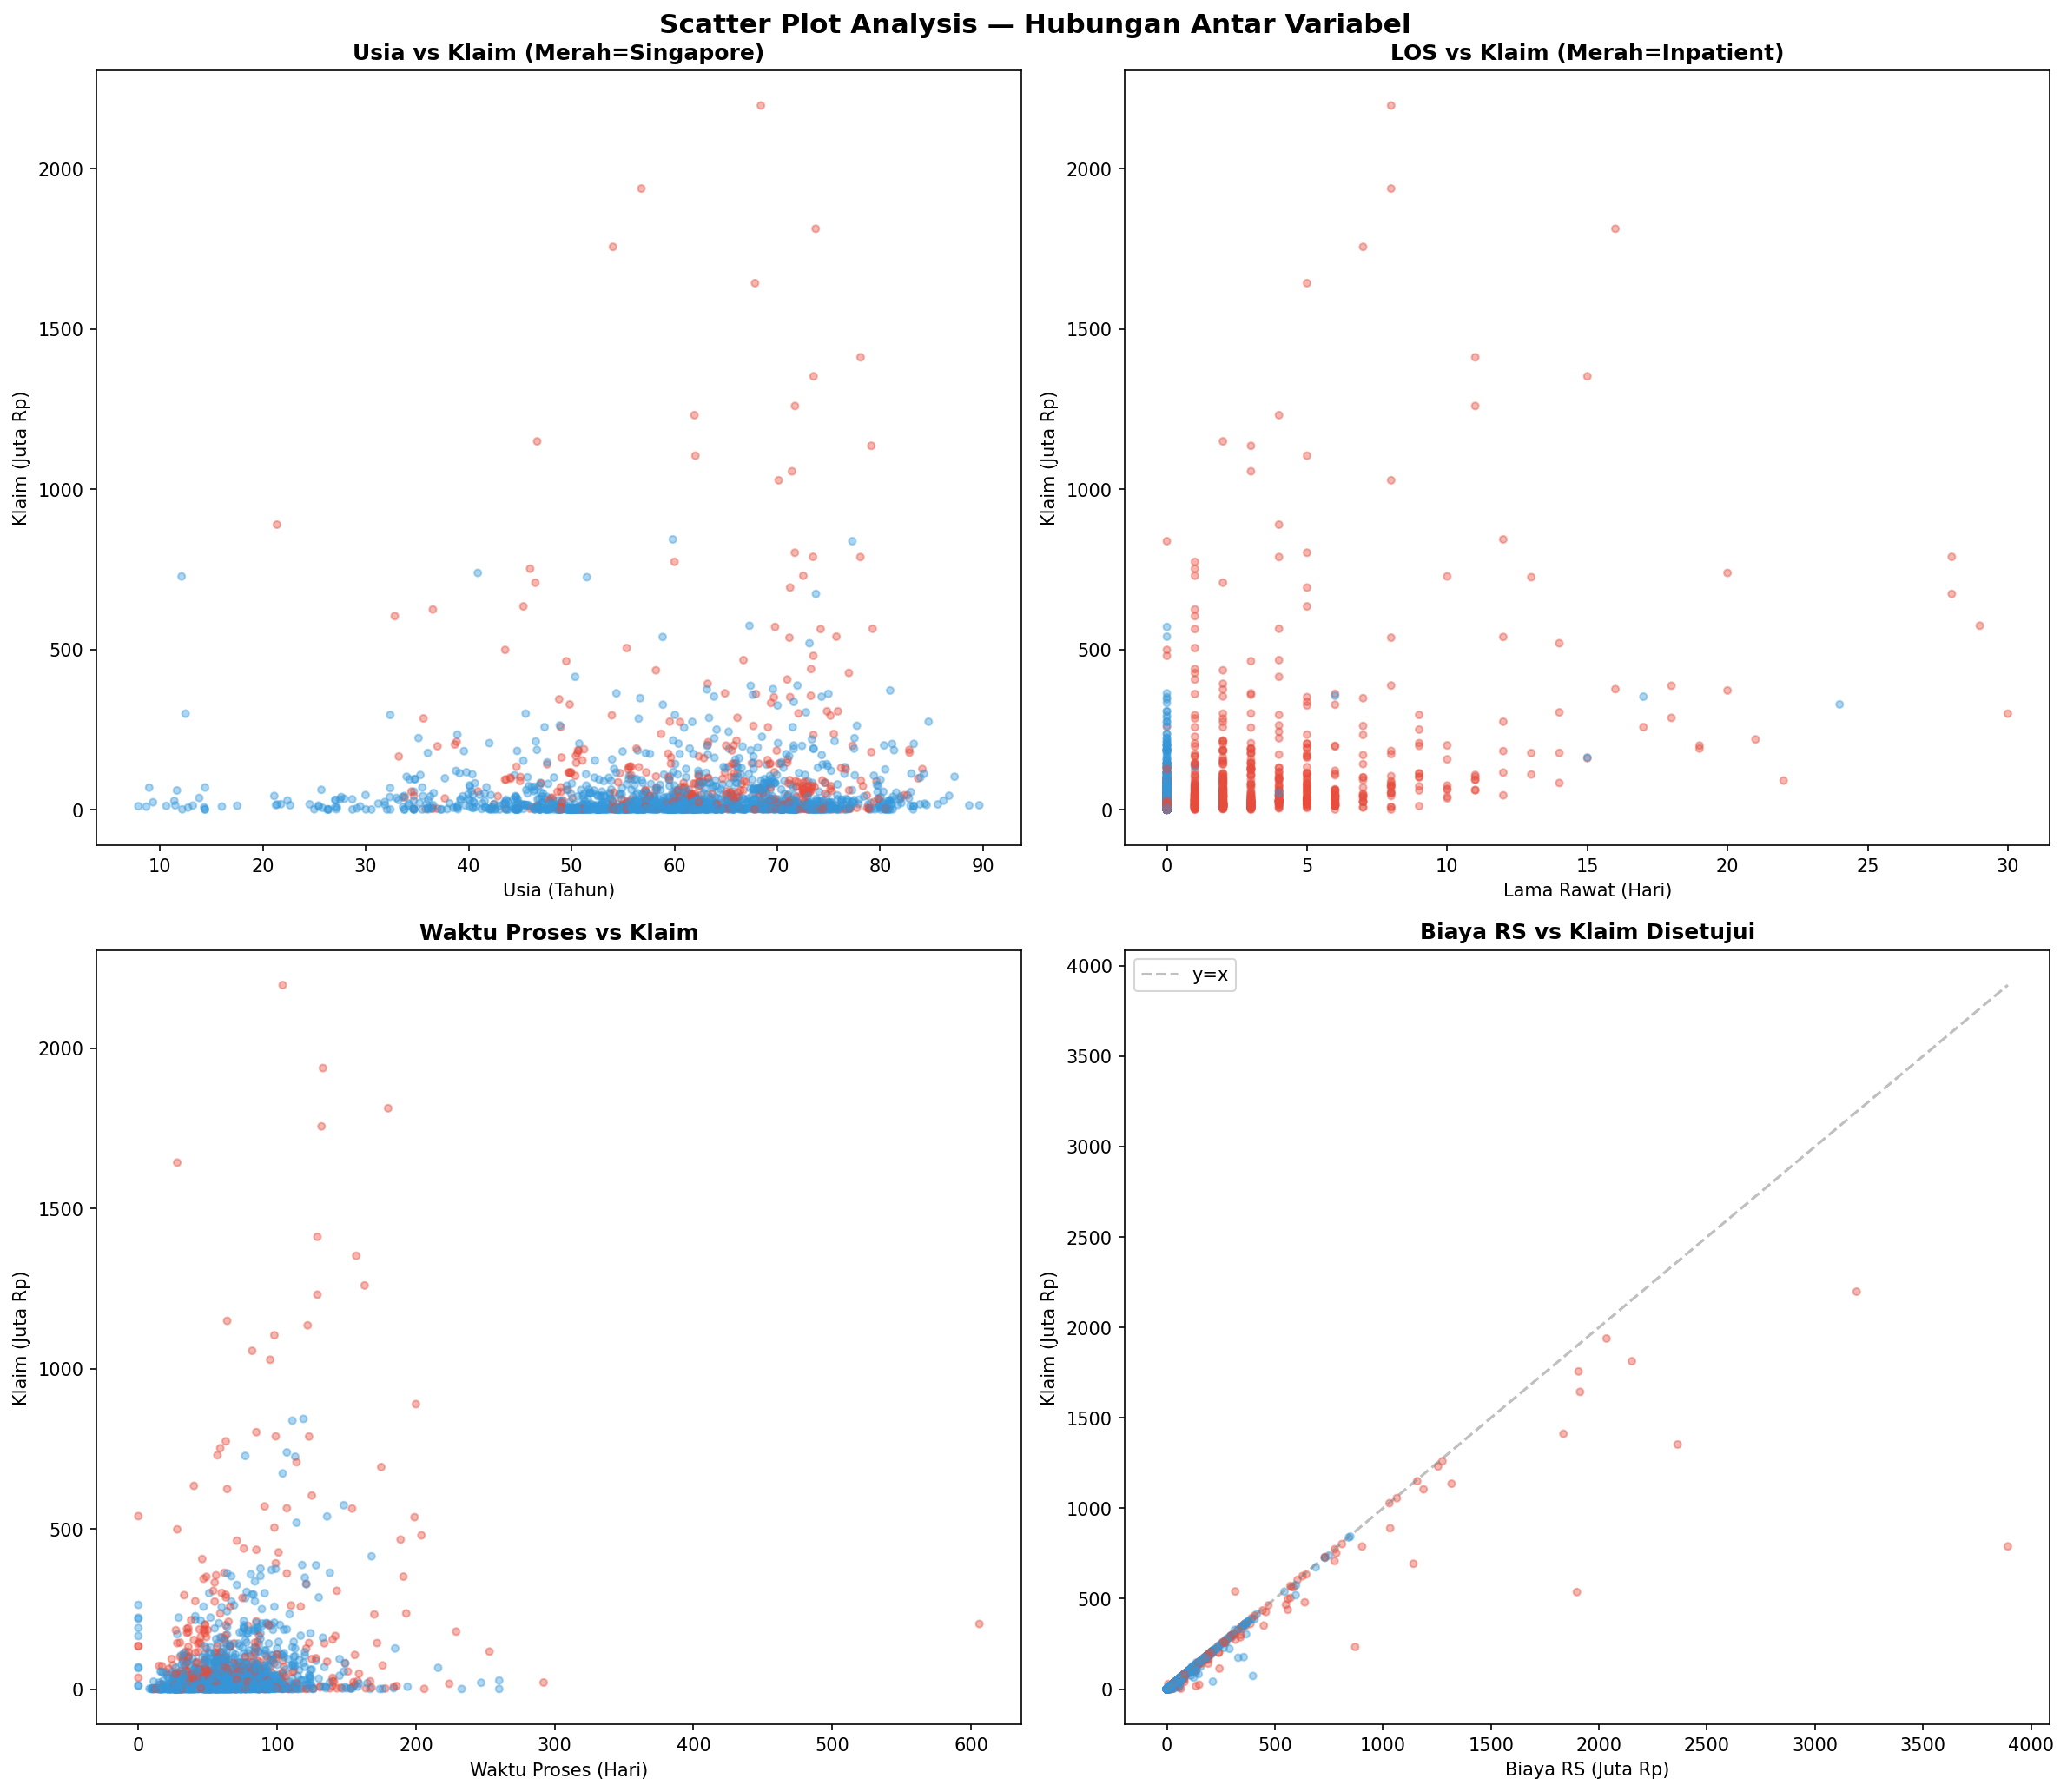 Scatter Plot Analysis — Hubungan Antar Variabel
Usia vs Klaim (Merah=Singapore)
Klaim (Juta Rp)
2000
1500
1000
500
0
10 20 30 40 50 60 70 80 90
Usia (Tahun)
LOS vs Klaim (Merah=Inpatient)
Klaim (Juta Rp)
2000
1500
1000
500
0
0 5 10 15 20 25 30
Lama Rawat (Hari)
Waktu Proses vs Klaim
Klaim (Juta Rp)
2000
1500
1000
500
0
0 100 200 300 400 500 600
Waktu Proses (Hari)
Biaya RS vs Klaim Disetujui
y=x
Klaim (Juta Rp)
4000
3500
3000
2500
2000
1500
1000
500
0
0 500 1000 1500 2000 2500 3000 3500 4000
Biaya RS (Juta Rp)